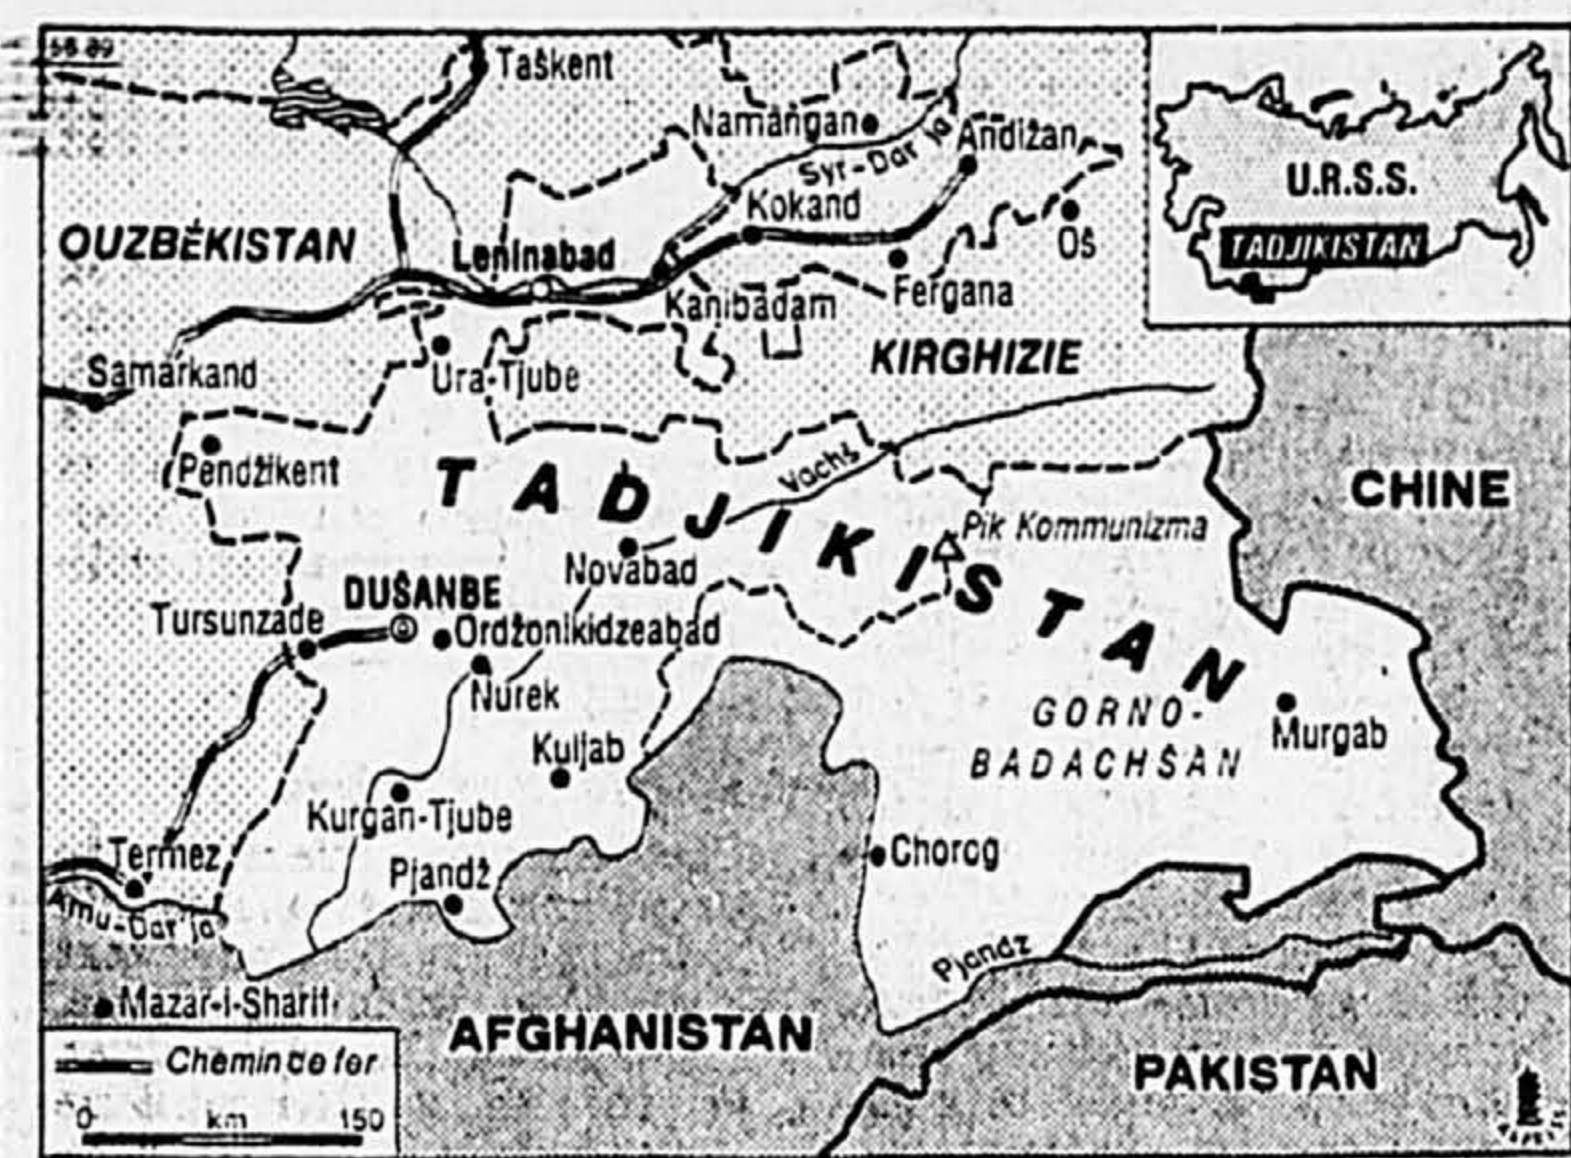 Taškent
Namangan
Syr-Dar'ja
Andižan
U.R.S.S.
TADJIKISTAN
OUZBÉKISTAN
Leninabad
Kokand
Oš
Kanibadam
Fergana
Samarkand
Ura-Tjube
KIRGHIZIE
Pendžikent
Vachš
CHINE
TADJIKISTAN
Pik Kommunizma
Novabad
DUŠANBE
Tursunzade
Ordžonikidzeabad
Nurek
GORNO-
BADACHŠAN
Murgab
Kuljab
Kurgan-Tjube
Termez
Pjandž
Chorog
Amu-Dar'ja
Pjandz
Mazar-i-Sharif
AFGHANISTAN
PAKISTAN
Chemin de fer
0 km 150